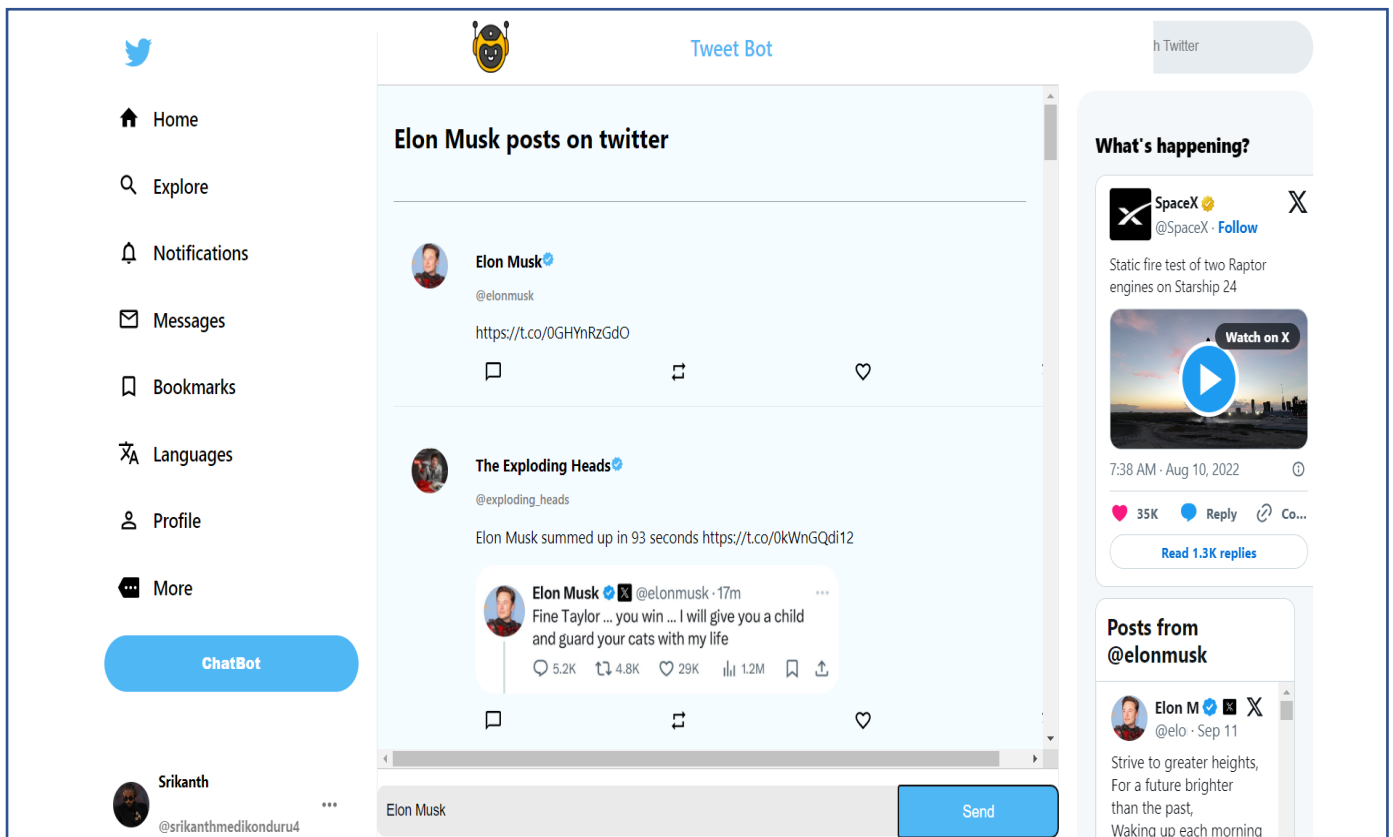 Tweet Bot
h Twitter
Home
Explore
Notifications
Messages
Bookmarks
Languages
Profile
More
ChatBot
Srikanth
@srikanthmedikonduru4
Elon Musk posts on twitter
Elon Musk
@elonmusk
https://t.co/0GHYnRzGdO
The Exploding Heads
@exploding_heads
Elon Musk summed up in 93 seconds https://t.co/0kWnGQdi12
Elon Musk @elonmusk · 17m
Fine Taylor ... you win ... I will give you a child
and guard your cats with my life
5.2K 4.8K 29K 1.2M
Elon Musk
Send
What's happening?
SpaceX
@SpaceX · Follow
Static fire test of two Raptor
engines on Starship 24
Watch on X
7:38 AM · Aug 10, 2022
35K Reply Co...
Read 1.3K replies
Posts from
@elonmusk
Elon M
@elo · Sep 11
Strive to greater heights,
For a future brighter
than the past,
Waking up each morning